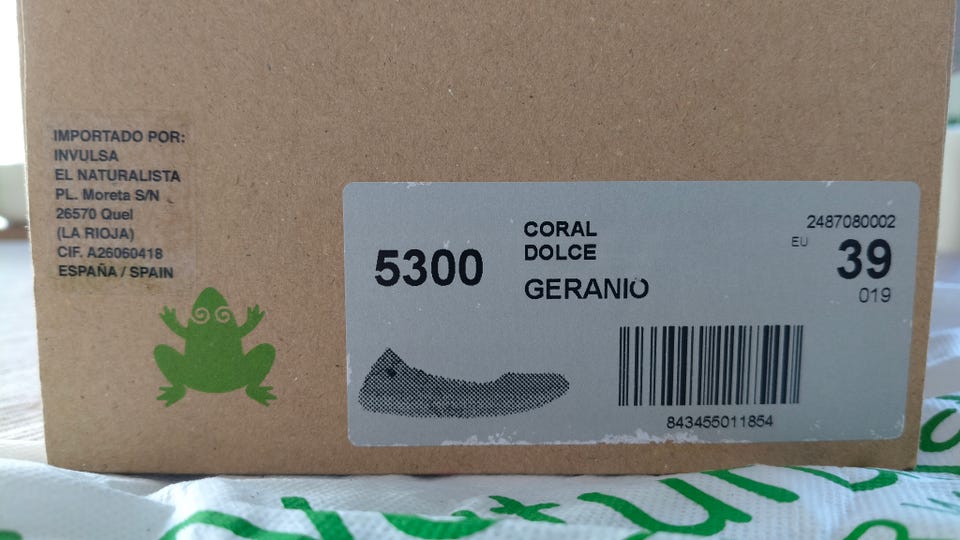 IMPORTADO POR:
INVULSA
EL NATURALISTA
PL. Moreta S/N
26570 Quel
(LA RIOJA)
CIF. A26060418
ESPAÑA / SPAIN
5300
CORAL
DOLCE
GERANIO
2487080002
EU 39
019
843455011854